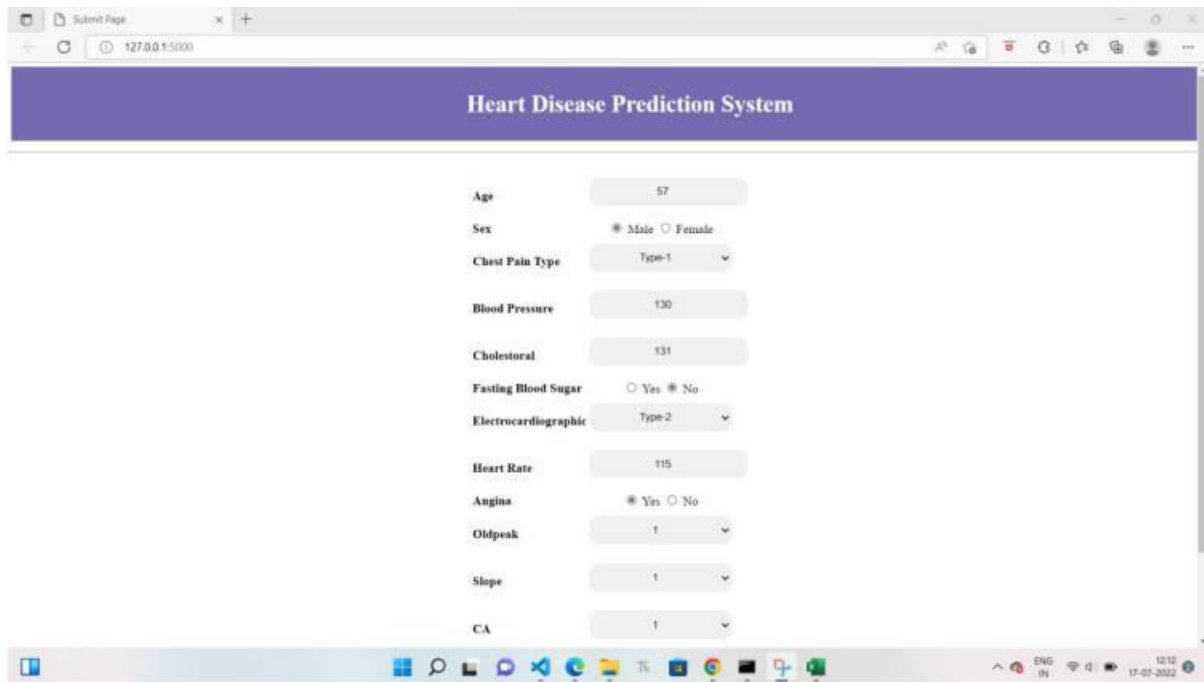 Submit Page
127.0.0.1:5000
Heart Disease Prediction System
Age 57
Sex Male Female
Chest Pain Type Type-1
Blood Pressure 130
Cholestoral 131
Fasting Blood Sugar Yes No
Electrocardiographic Type-2
Heart Rate 115
Angina Yes No
Oldpeak 1
Slope 1
CA 1
ENG 12:12
IN 17-07-2022